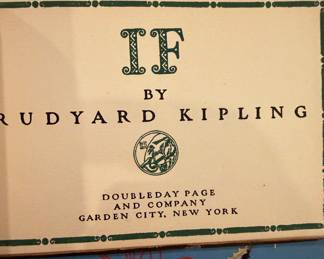 IF
BY
RUDYARD KIPLING
DOUBLEDAY PAGE
AND COMPANY
GARDEN CITY, NEW YORK